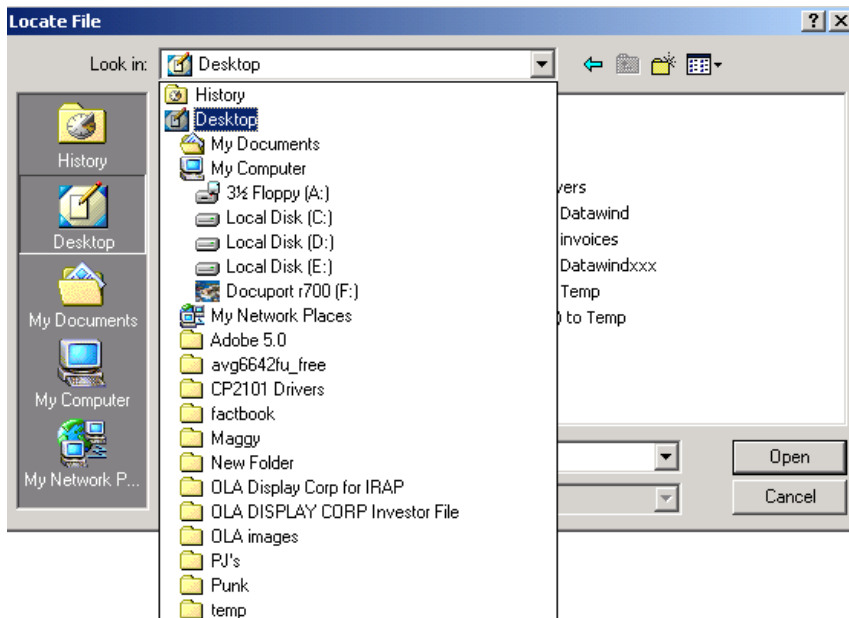 Locate File
Look in: Desktop
History
Desktop
My Documents
My Computer
My Network P...
History
Desktop
My Documents
My Computer
3½ Floppy (A:)
Local Disk (C:)
Local Disk (D:)
Local Disk (E:)
Docuport r700 (F:)
My Network Places
Adobe 5.0
avg6642fu_free
CP2101 Drivers
factbook
Maggy
New Folder
OLA Display Corp for IRAP
OLA DISPLAY CORP Investor File
OLA images
PJ's
Punk
temp
Datawind
invoices
Datawindxxx
Temp
) to Temp
Open
Cancel